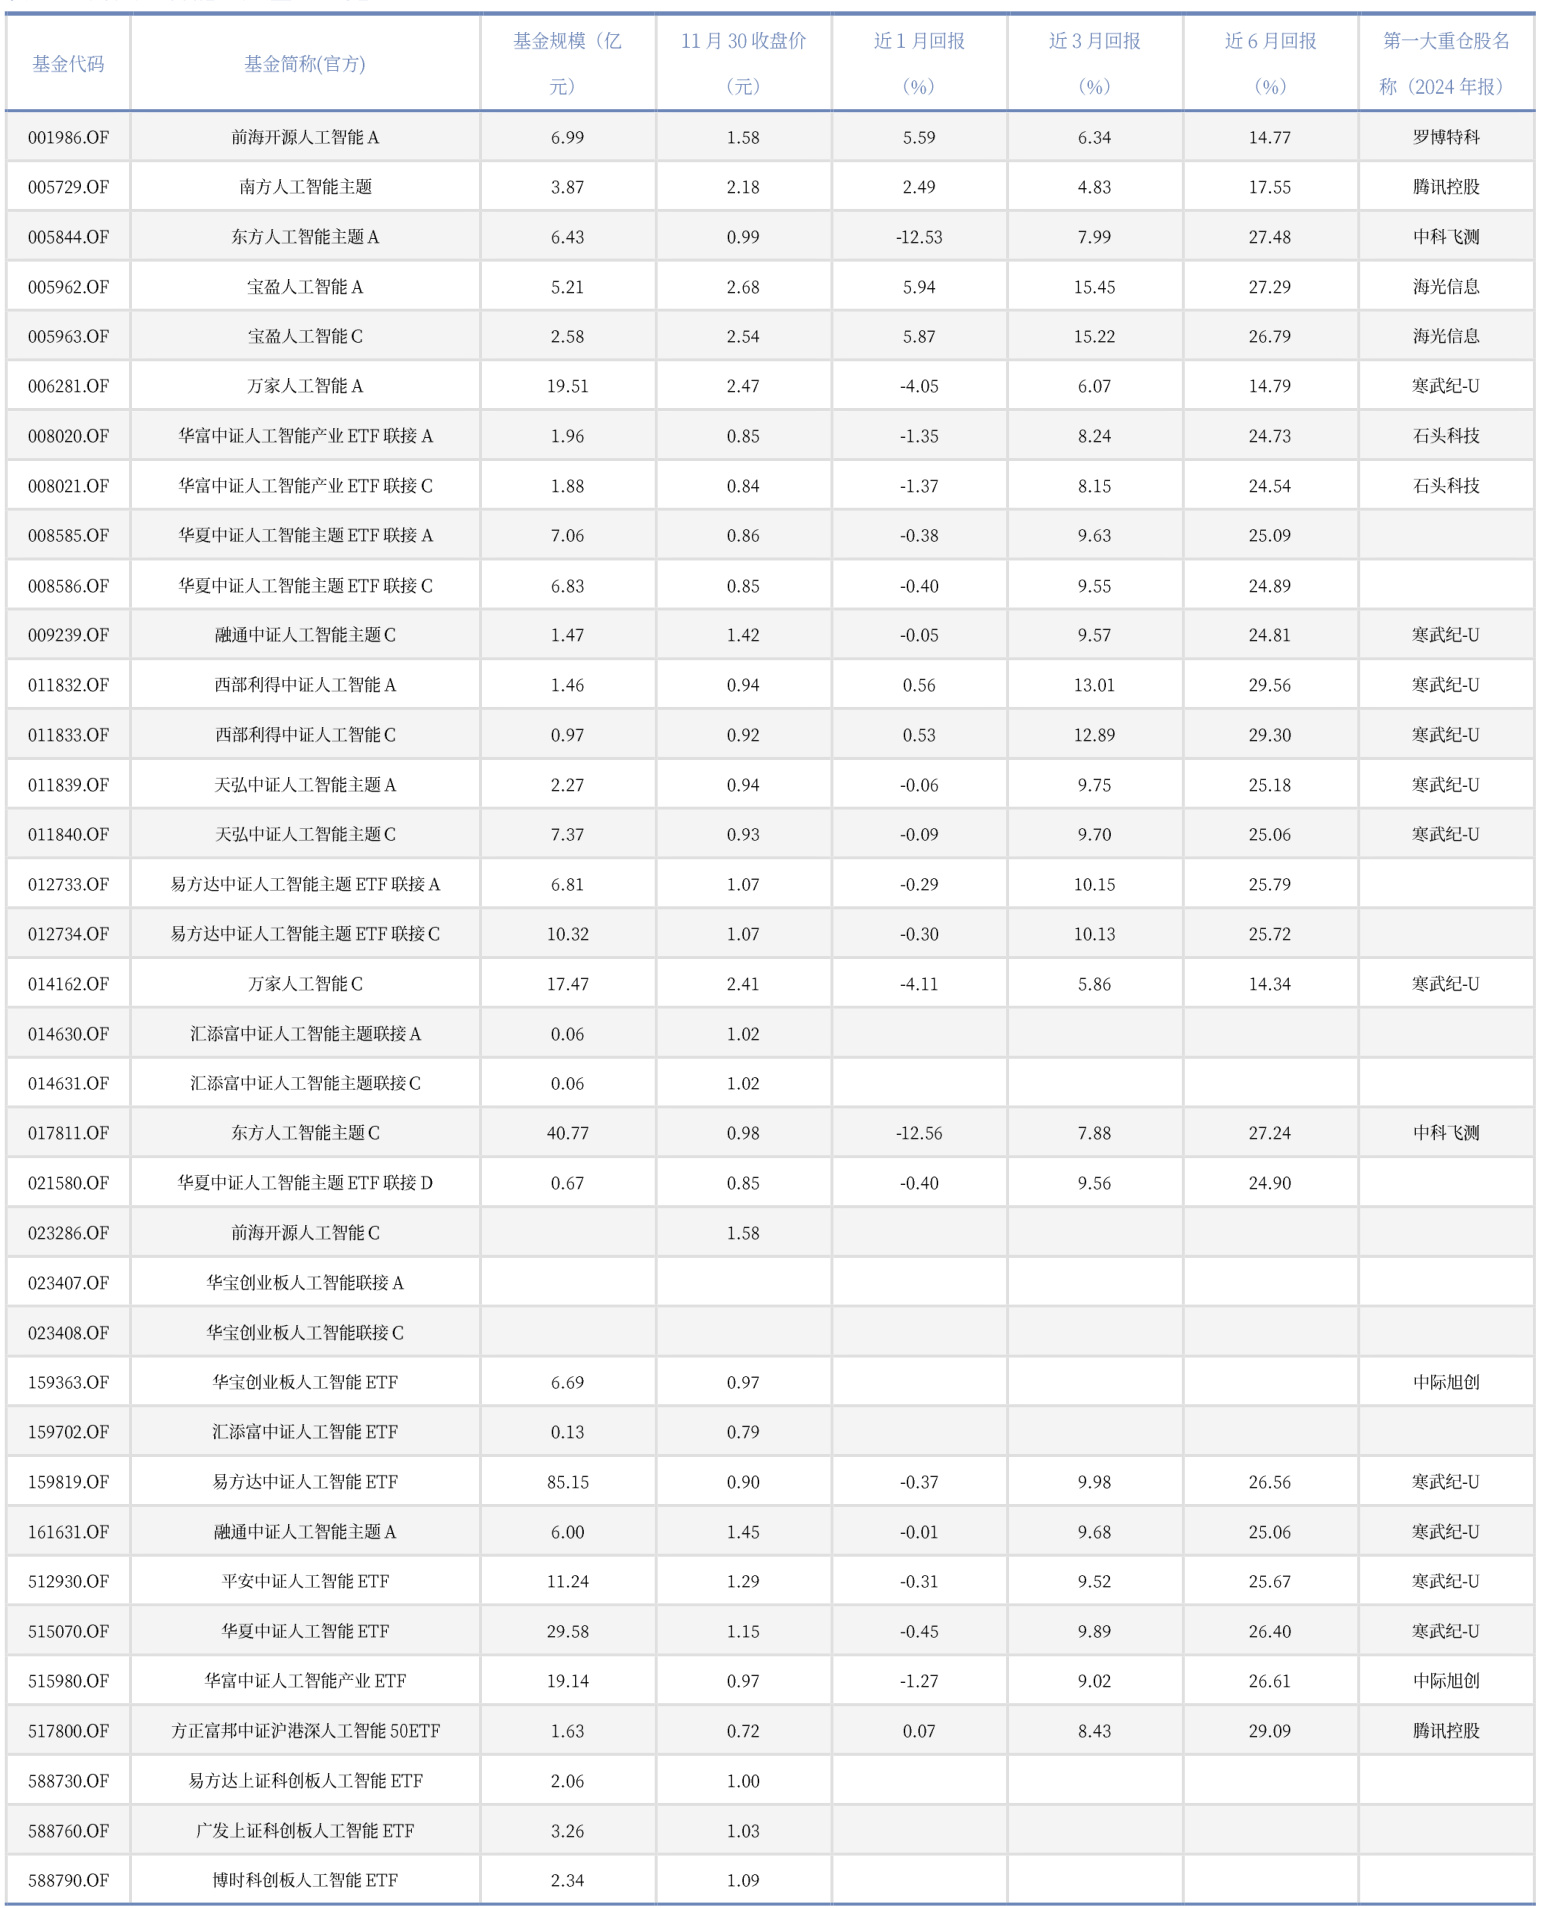 基金代码 基金简称(官方) 基金规模（亿元） 11 月 30 收盘价（元） 近 1 月回报（%） 近 3 月回报（%） 近 6 月回报（%） 第一大重仓股名称（2024 年报）
001986.OF 前海开源人工智能 A 6.99 1.58 5.59 6.34 14.77 罗博特科
005729.OF 南方人工智能主题 3.87 2.18 2.49 4.83 17.55 腾讯控股
005844.OF 东方人工智能主题 A 6.43 0.99 -12.53 7.99 27.48 中科飞测
005962.OF 宝盈人工智能 A 5.21 2.68 5.94 15.45 27.29 海光信息
005963.OF 宝盈人工智能 C 2.58 2.54 5.87 15.22 26.79 海光信息
006281.OF 万家人工智能 A 19.51 2.47 -4.05 6.07 14.79 寒武纪-U
008020.OF 华富中证人工智能产业 ETF 联接 A 1.96 0.85 -1.35 8.24 24.73 石头科技
008021.OF 华富中证人工智能产业 ETF 联接 C 1.88 0.84 -1.37 8.15 24.54 石头科技
008585.OF 华夏中证人工智能主题 ETF 联接 A 7.06 0.86 -0.38 9.63 25.09
008586.OF 华夏中证人工智能主题 ETF 联接 C 6.83 0.85 -0.40 9.55 24.89
009239.OF 融通中证人工智能主题 C 1.47 1.42 -0.05 9.57 24.81 寒武纪-U
011832.OF 西部利得中证人工智能 A 1.46 0.94 0.56 13.01 29.56 寒武纪-U
011833.OF 西部利得中证人工智能 C 0.97 0.92 0.53 12.89 29.30 寒武纪-U
011839.OF 天弘中证人工智能主题 A 2.27 0.94 -0.06 9.75 25.18 寒武纪-U
011840.OF 天弘中证人工智能主题 C 7.37 0.93 -0.09 9.70 25.06 寒武纪-U
012733.OF 易方达中证人工智能主题 ETF 联接 A 6.81 1.07 -0.29 10.15 25.79
012734.OF 易方达中证人工智能主题 ETF 联接 C 10.32 1.07 -0.30 10.13 25.72
014162.OF 万家人工智能 C 17.47 2.41 -4.11 5.86 14.34 寒武纪-U
014630.OF 汇添富中证人工智能主题联接 A 0.06 1.02
014631.OF 汇添富中证人工智能主题联接 C 0.06 1.02
017811.OF 东方人工智能主题 C 40.77 0.98 -12.56 7.88 27.24 中科飞测
021580.OF 华夏中证人工智能主题 ETF 联接 D 0.67 0.85 -0.40 9.56 24.90
023286.OF 前海开源人工智能 C 1.58
023407.OF 华宝创业板人工智能联接 A
023408.OF 华宝创业板人工智能联接 C
159363.OF 华宝创业板人工智能 ETF 6.69 0.97 中际旭创
159702.OF 汇添富中证人工智能 ETF 0.13 0.79
159819.OF 易方达中证人工智能 ETF 85.15 0.90 -0.37 9.98 26.56 寒武纪-U
161631.OF 融通中证人工智能主题 A 6.00 1.45 -0.01 9.68 25.06 寒武纪-U
512930.OF 平安中证人工智能 ETF 11.24 1.29 -0.31 9.52 25.67 寒武纪-U
515070.OF 华夏中证人工智能 ETF 29.58 1.15 -0.45 9.89 26.40 寒武纪-U
515980.OF 华富中证人工智能产业 ETF 19.14 0.97 -1.27 9.02 26.61 中际旭创
517800.OF 方正富邦中证沪港深人工智能 50ETF 1.63 0.72 0.07 8.43 29.09 腾讯控股
588730.OF 易方达上证科创板人工智能 ETF 2.06 1.00
588760.OF 广发上证科创板人工智能 ETF 3.26 1.03
588790.OF 博时科创板人工智能 ETF 2.34 1.09